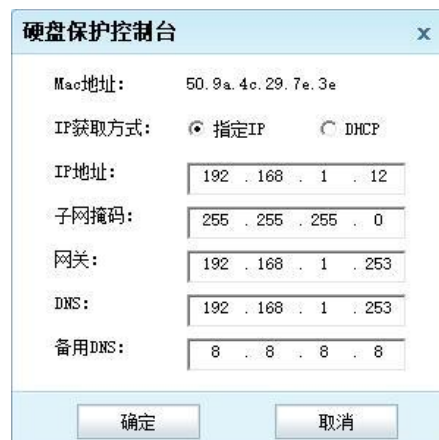 硬盘保护控制台
x
Mac地址: 50.9a.4c.29.7e.3e
IP获取方式: 指定IP DHCP
IP地址: 192 . 168 . 1 . 12
子网掩码: 255 . 255 . 255 . 0
网关: 192 . 168 . 1 . 253
DNS: 192 . 168 . 1 . 253
备用DNS: 8 . 8 . 8 . 8
确定 取消